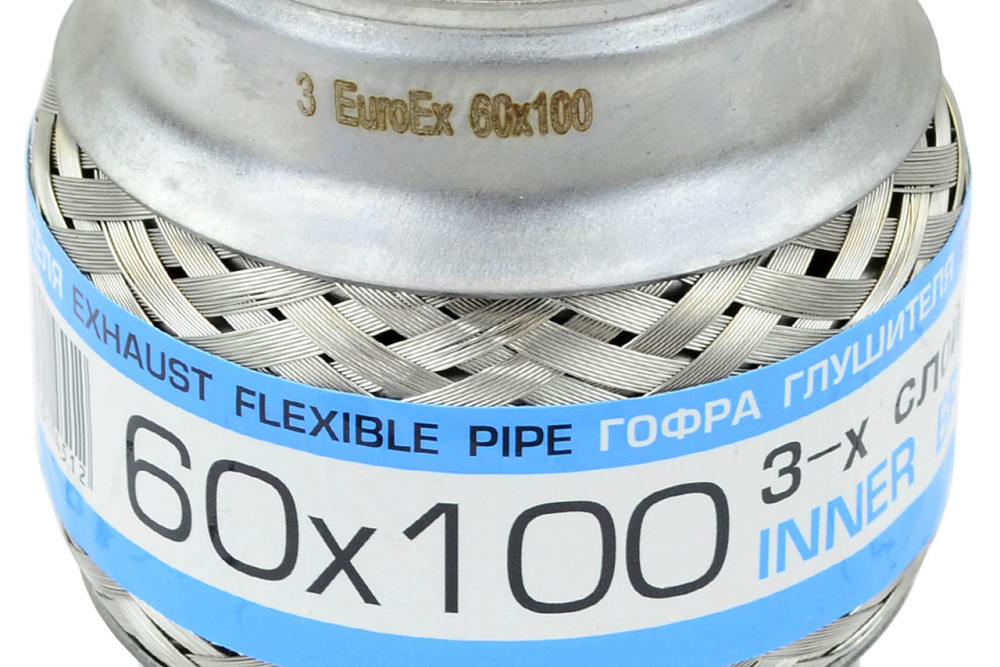 3 EuroEx 60x100
EXHAUST FLEXIBLE PIPE ГОФРА ГЛУШИТЕЛЯ
60x100
3-х
INNER